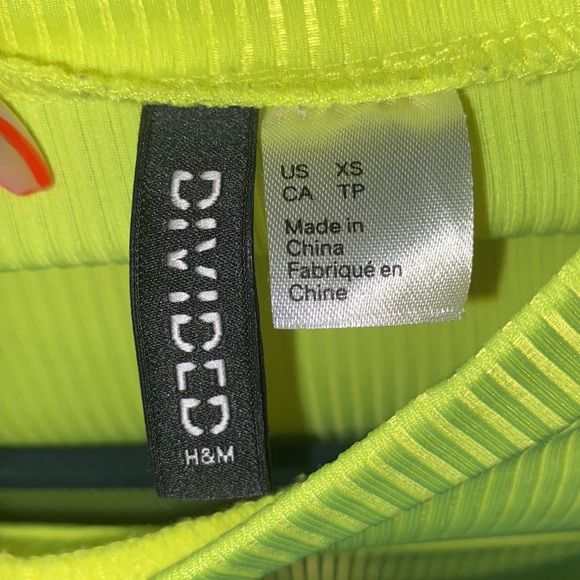 DIVIDED
H&M
US XS
CA TP
Made in
China
Fabriqué en
Chine